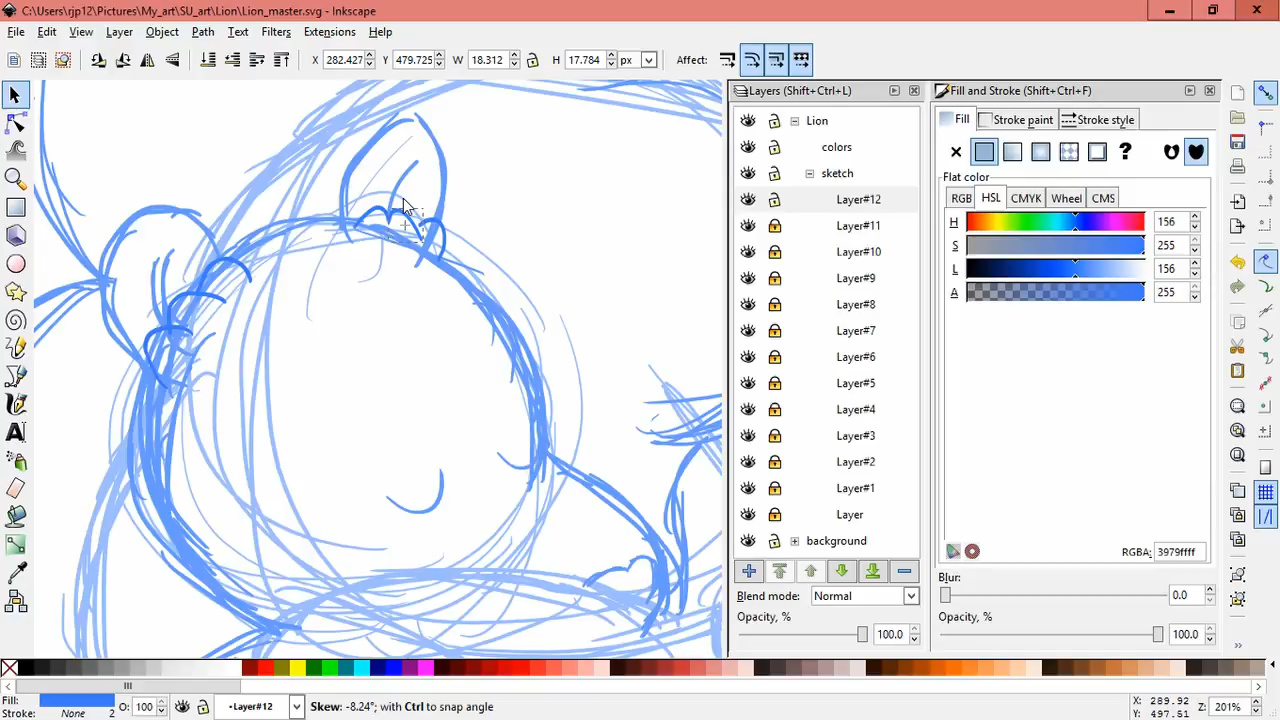 C:\Users\rjp12\Pictures\My_art\SU_art\Lion\Lion_master.svg - Inkscape
File Edit View Layer Object Path Text Filters Extensions Help
X 282.427 Y 479.725 W 18.312 H 17.784 px Affect:
Layers (Shift+Ctrl+L)
Lion
colors
sketch
Layer#12
Layer#11
Layer#10
Layer#9
Layer#8
Layer#7
Layer#6
Layer#5
Layer#4
Layer#3
Layer#2
Layer#1
Layer
background
Blend mode: Normal
Opacity, %
100.0
Fill and Stroke (Shift+Ctrl+F)
Fill Stroke paint Stroke style
?
Flat color
RGB HSL CMYK Wheel CMS
H 156
S 255
L 156
A 255
RGBA: 3979ffff
Blur:
0.0
Opacity, %
100.0
Fill:
Stroke: None 2
O: 100
•Layer#12
Skew: -8.24°; with Ctrl to snap angle
X: 289.92
Y: 497.51
Z: 201%